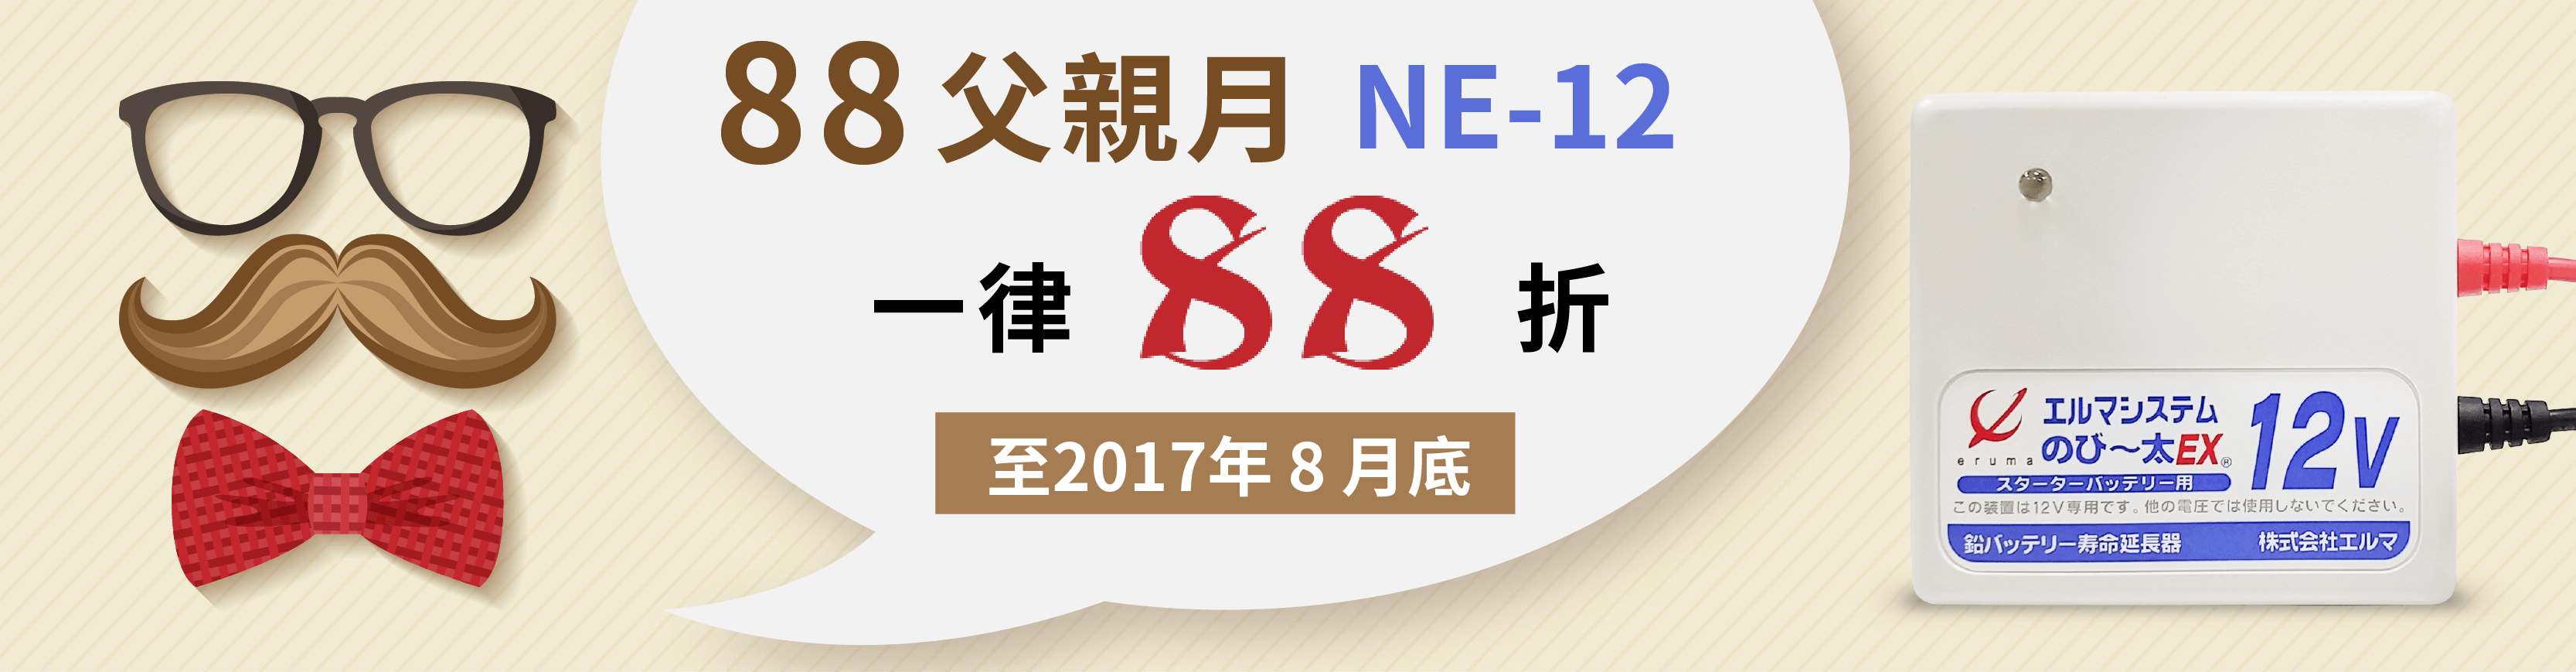 88父親月 NE-12
一律 88 折
至2017年 8 月底
エルマシステム
のび〜太EX® 12V
eruma
スターターバッテリー用
この装置は12V専用です。他の電圧では使用しないでください。
鉛バッテリー寿命延長器 株式会社エルマ